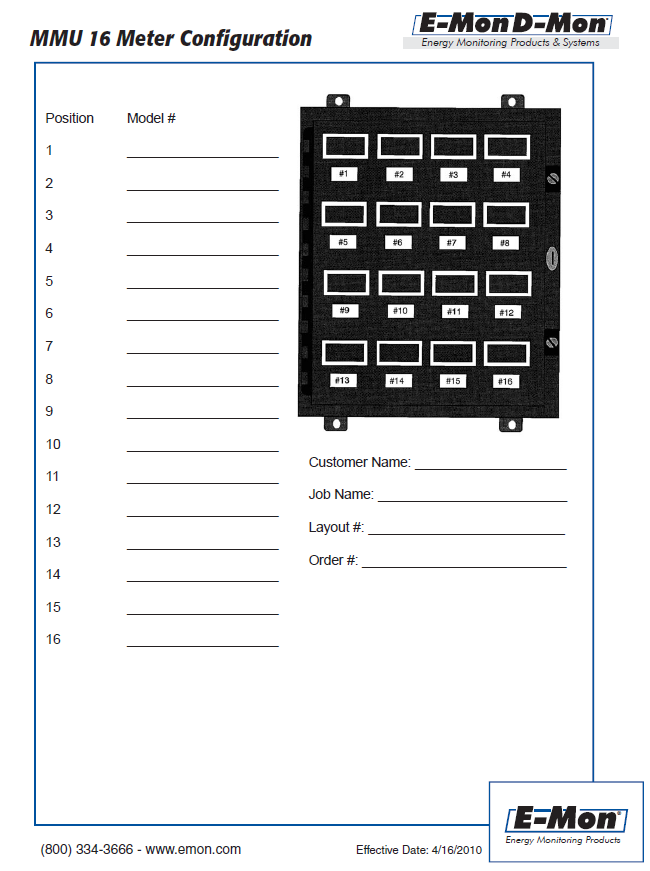 MMU 16 Meter Configuration
E-Mon D-Mon®
Energy Monitoring Products & Systems
Position Model #
1
2
3
4
5
6
7
8
9
10
11
12
13
14
15
16
#1 #2 #3 #4
#5 #6 #7 #8
#9 #10 #11 #12
#13 #14 #15 #16
Customer Name:
Job Name:
Layout #:
Order #:
E-Mon®
Energy Monitoring Products
(800) 334-3666 - www.emon.com
Effective Date: 4/16/2010